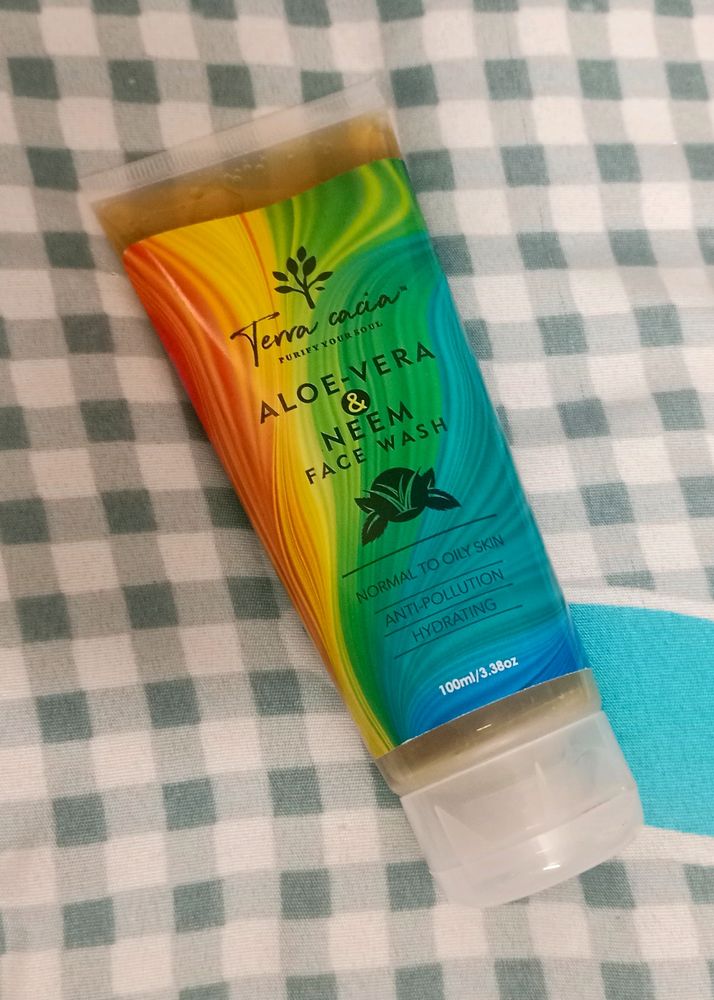 Terra cacia™
PURIFY YOUR SOUL
ALOE-VERA
&
NEEM
FACE WASH
NORMAL TO OILY SKIN
ANTI-POLLUTION
HYDRATING
100ml/3.38oz